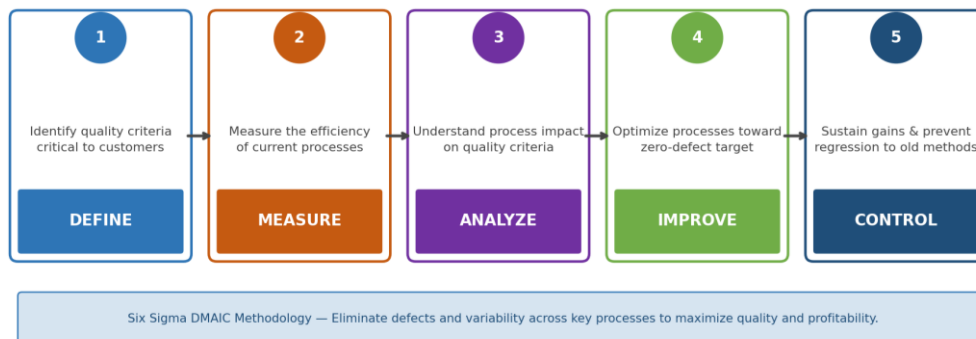 1
Identify quality criteria
critical to customers
DEFINE
2
Measure the efficiency
of current processes
MEASURE
3
Understand process impact
on quality criteria
ANALYZE
4
Optimize processes toward
zero-defect target
IMPROVE
5
Sustain gains & prevent
regression to old methods
CONTROL
Six Sigma DMAIC Methodology — Eliminate defects and variability across key processes to maximize quality and profitability.